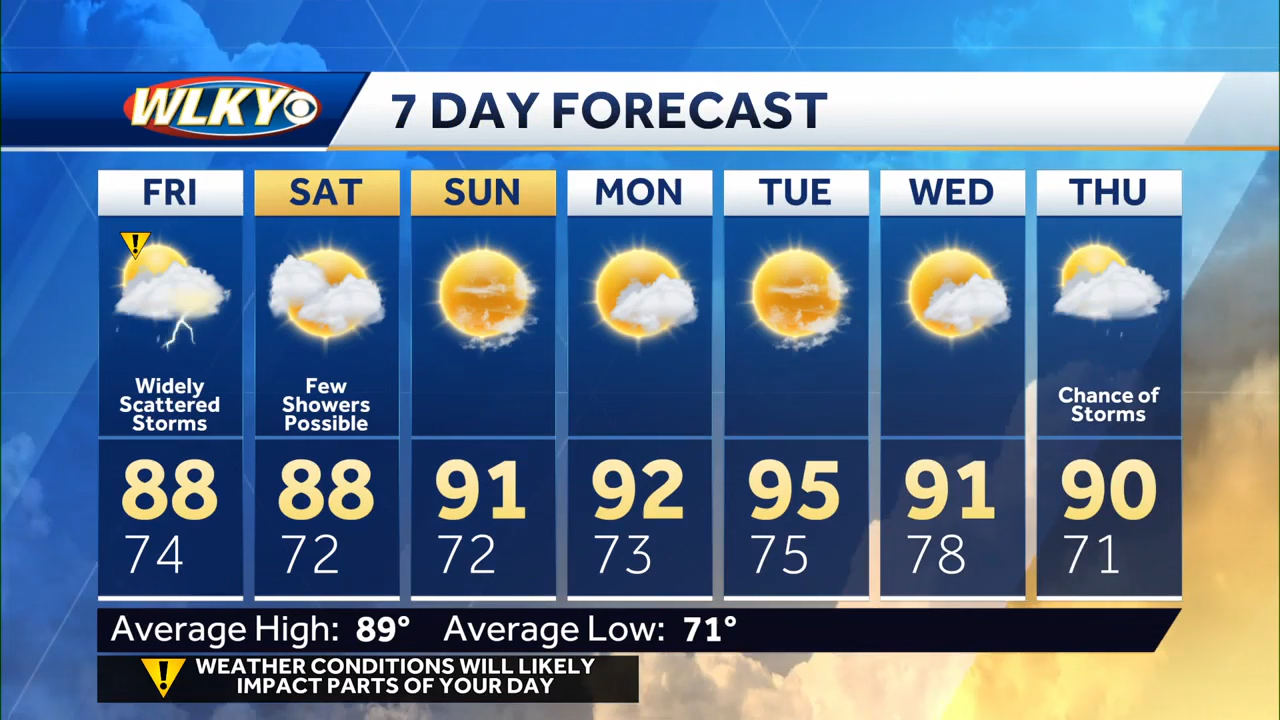 WLKY
7 DAY FORECAST
FRI SAT SUN MON TUE WED THU
!
Widely
Scattered
Storms
Few
Showers
Possible
Chance of
Storms
88 88 91 92 95 91 90
74 72 72 73 75 78 71
Average High: 89° Average Low: 71°
! WEATHER CONDITIONS WILL LIKELY
IMPACT PARTS OF YOUR DAY